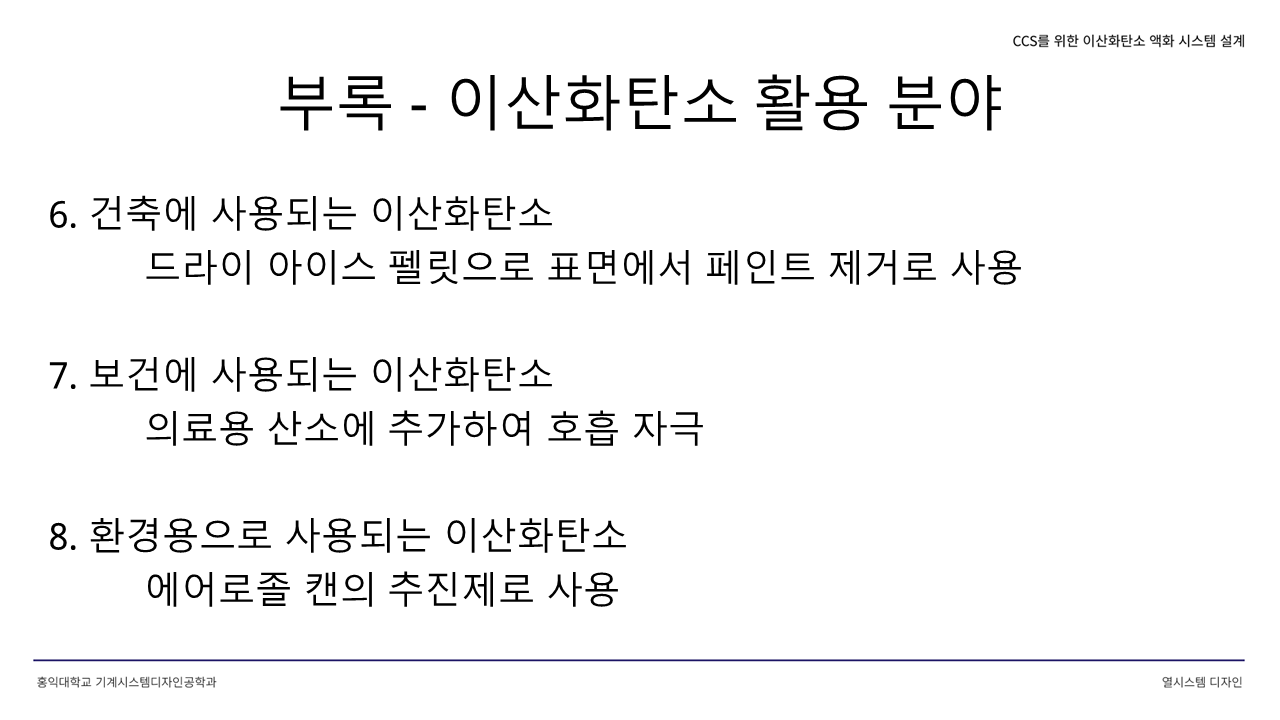 CCS를 위한 이산화탄소 액화 시스템 설계
부록 - 이산화탄소 활용 분야
6. 건축에 사용되는 이산화탄소
드라이 아이스 펠릿으로 표면에서 페인트 제거로 사용
7. 보건에 사용되는 이산화탄소
의료용 산소에 추가하여 호흡 자극
8. 환경용으로 사용되는 이산화탄소
에어로졸 캔의 추진제로 사용
홍익대학교 기계시스템디자인공학과
열시스템 디자인